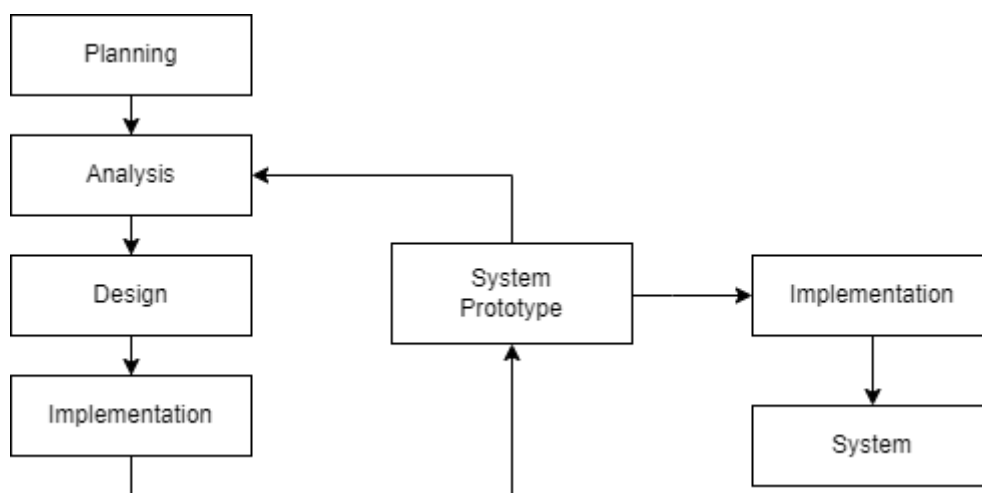 Planning
Analysis
Design
Implementation
System
Prototype
Implementation
System